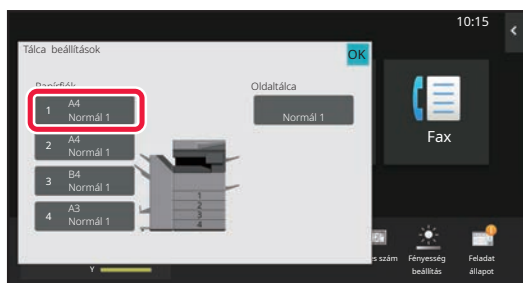 10:15
Tálca beállítások
OK
Papírfiók
Oldaltálca
1 A4
Normál 1
Normál 1
2 A4
Normál 1
3 B4
Normál 1
4 A3
Normál 1
1
2
3
4
Fax
s szám
Fényesség
beállítás
Feladat
állapot
Y